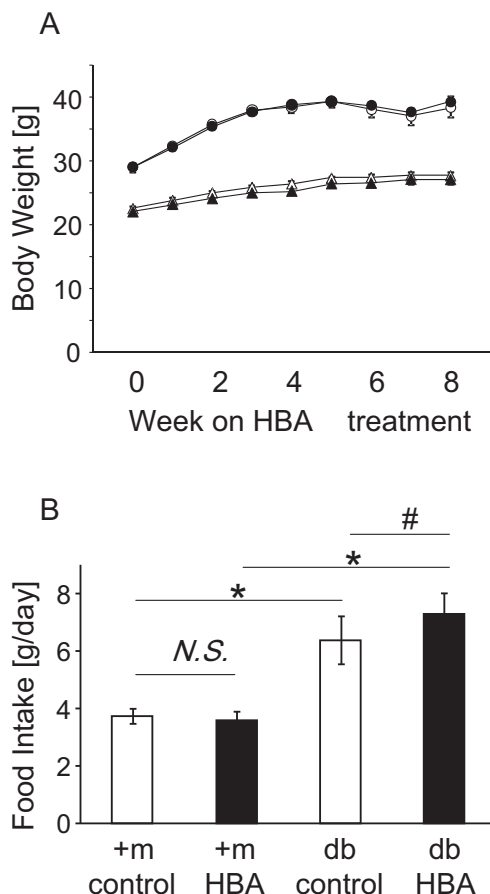 A
Body Weight [g]
40
30
20
10
0
0 2 4 6 8
Week on HBA treatment
B
#
*
*
N.S.
Food Intake [g/day]
8
6
4
2
0
+m +m db db
control HBA control HBA